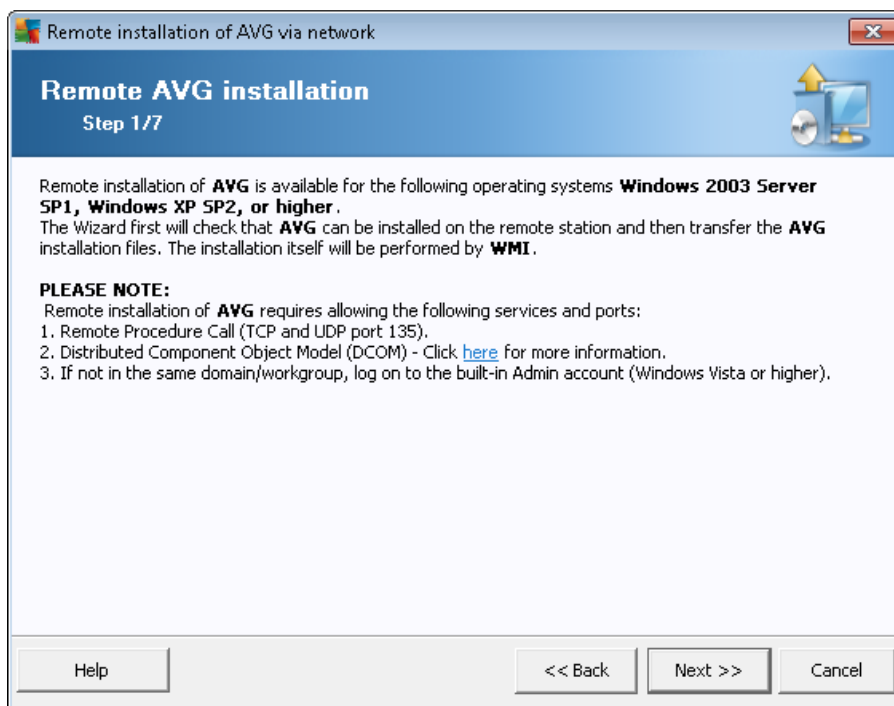 Remote installation of AVG via network
Remote AVG installation
Step 1/7
Remote installation of AVG is available for the following operating systems Windows 2003 Server
SP1, Windows XP SP2, or higher.
The Wizard first will check that AVG can be installed on the remote station and then transfer the AVG
installation files. The installation itself will be performed by WMI.
PLEASE NOTE:
Remote installation of AVG requires allowing the following services and ports:
1. Remote Procedure Call (TCP and UDP port 135).
2. Distributed Component Object Model (DCOM) - Click here for more information.
3. If not in the same domain/workgroup, log on to the built-in Admin account (Windows Vista or higher).
Help
<< Back
Next >>
Cancel